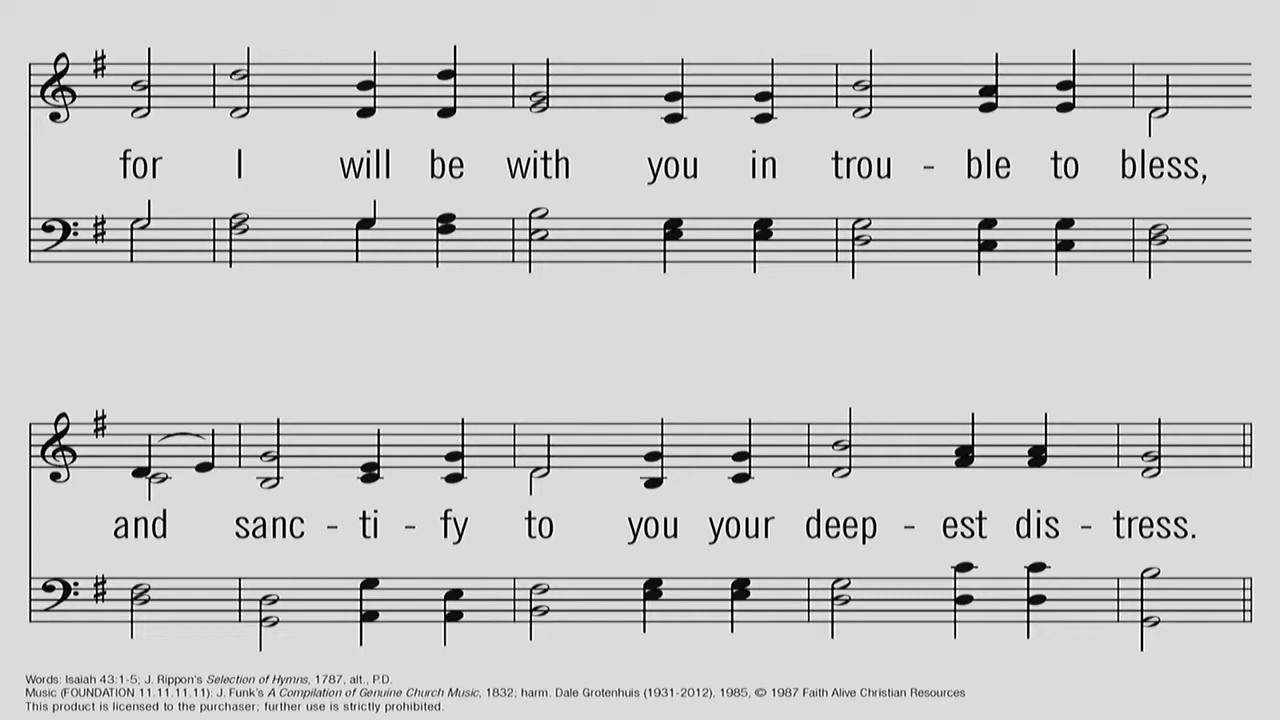 for I will be with you in trou - ble to bless,
and sanc - ti - fy to you your deep - est dis - tress.
Words: Isaiah 43:1-5; J. Rippon's Selection of Hymns, 1787, alt., P.D.
Music (FOUNDATION 11.11.11.11): J. Funk's A Compilation of Genuine Church Music, 1832; harm. Dale Grotenhuis (1931-2012), 1985, © 1987 Faith Alive Christian Resources
This product is licensed to the purchaser; further use is strictly prohibited.